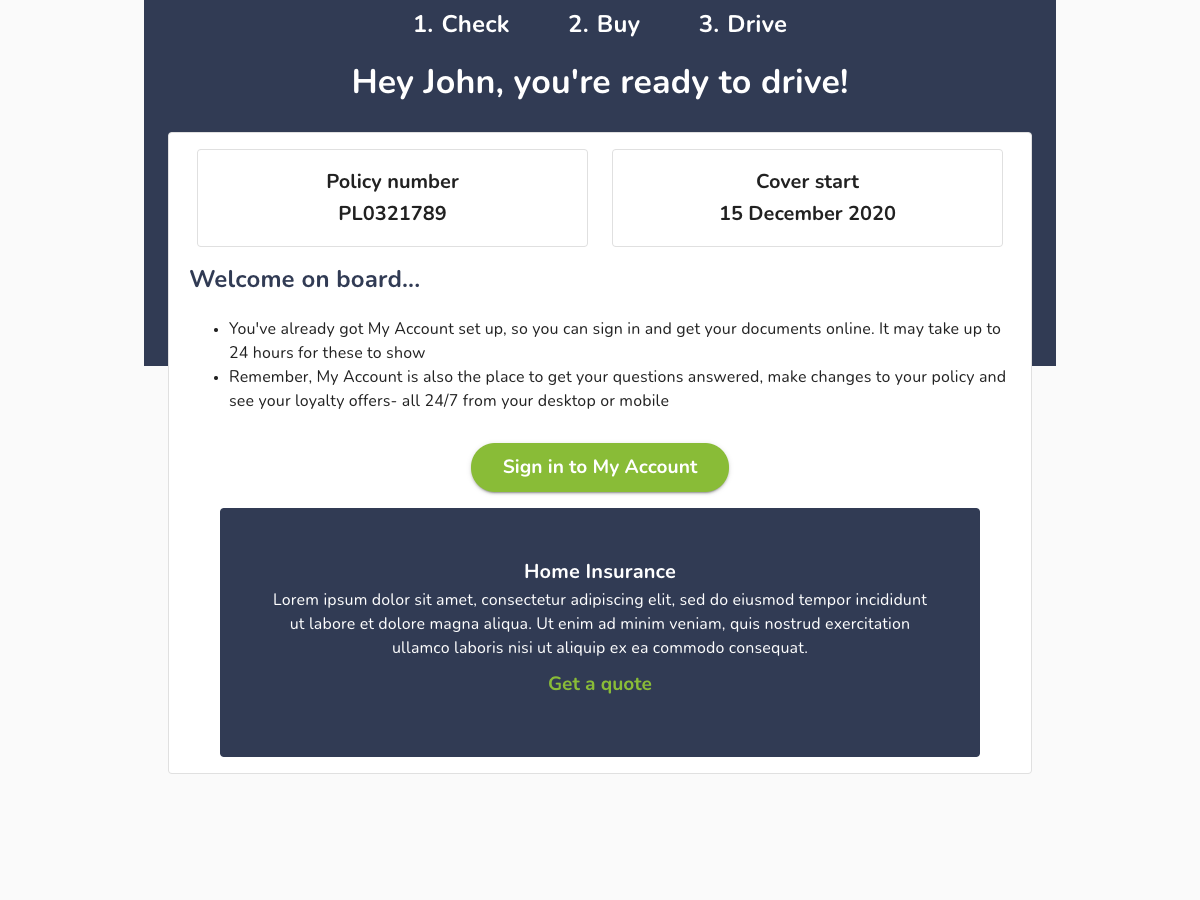 1. Check 2. Buy 3. Drive
Hey John, you're ready to drive!
Policy number
PL0321789
Cover start
15 December 2020
Welcome on board...
• You've already got My Account set up, so you can sign in and get your documents online. It may take up to
24 hours for these to show
• Remember, My Account is also the place to get your questions answered, make changes to your policy and
see your loyalty offers- all 24/7 from your desktop or mobile
Sign in to My Account
Home Insurance
Lorem ipsum dolor sit amet, consectetur adipiscing elit, sed do eiusmod tempor incididunt
ut labore et dolore magna aliqua. Ut enim ad minim veniam, quis nostrud exercitation
ullamco laboris nisi ut aliquip ex ea commodo consequat.
Get a quote